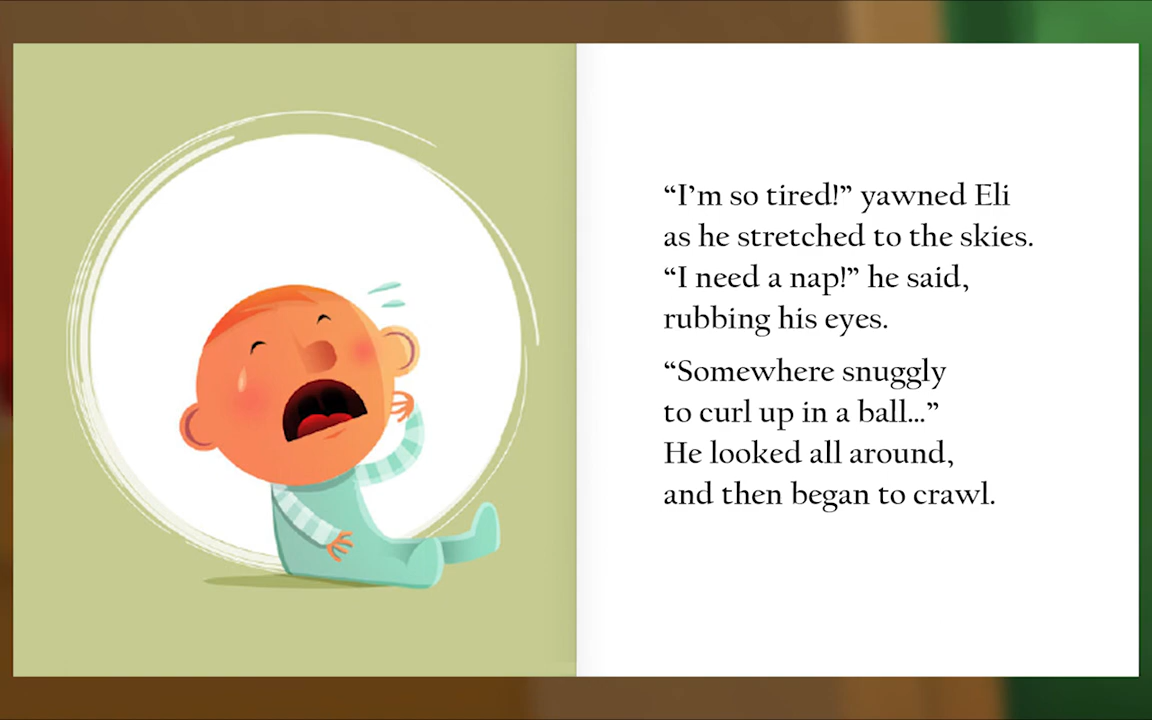 “I’m so tired!” yawned Eli
as he stretched to the skies.
“I need a nap!” he said,
rubbing his eyes.
“Somewhere snuggly
to curl up in a ball...”
He looked all around,
and then began to crawl.